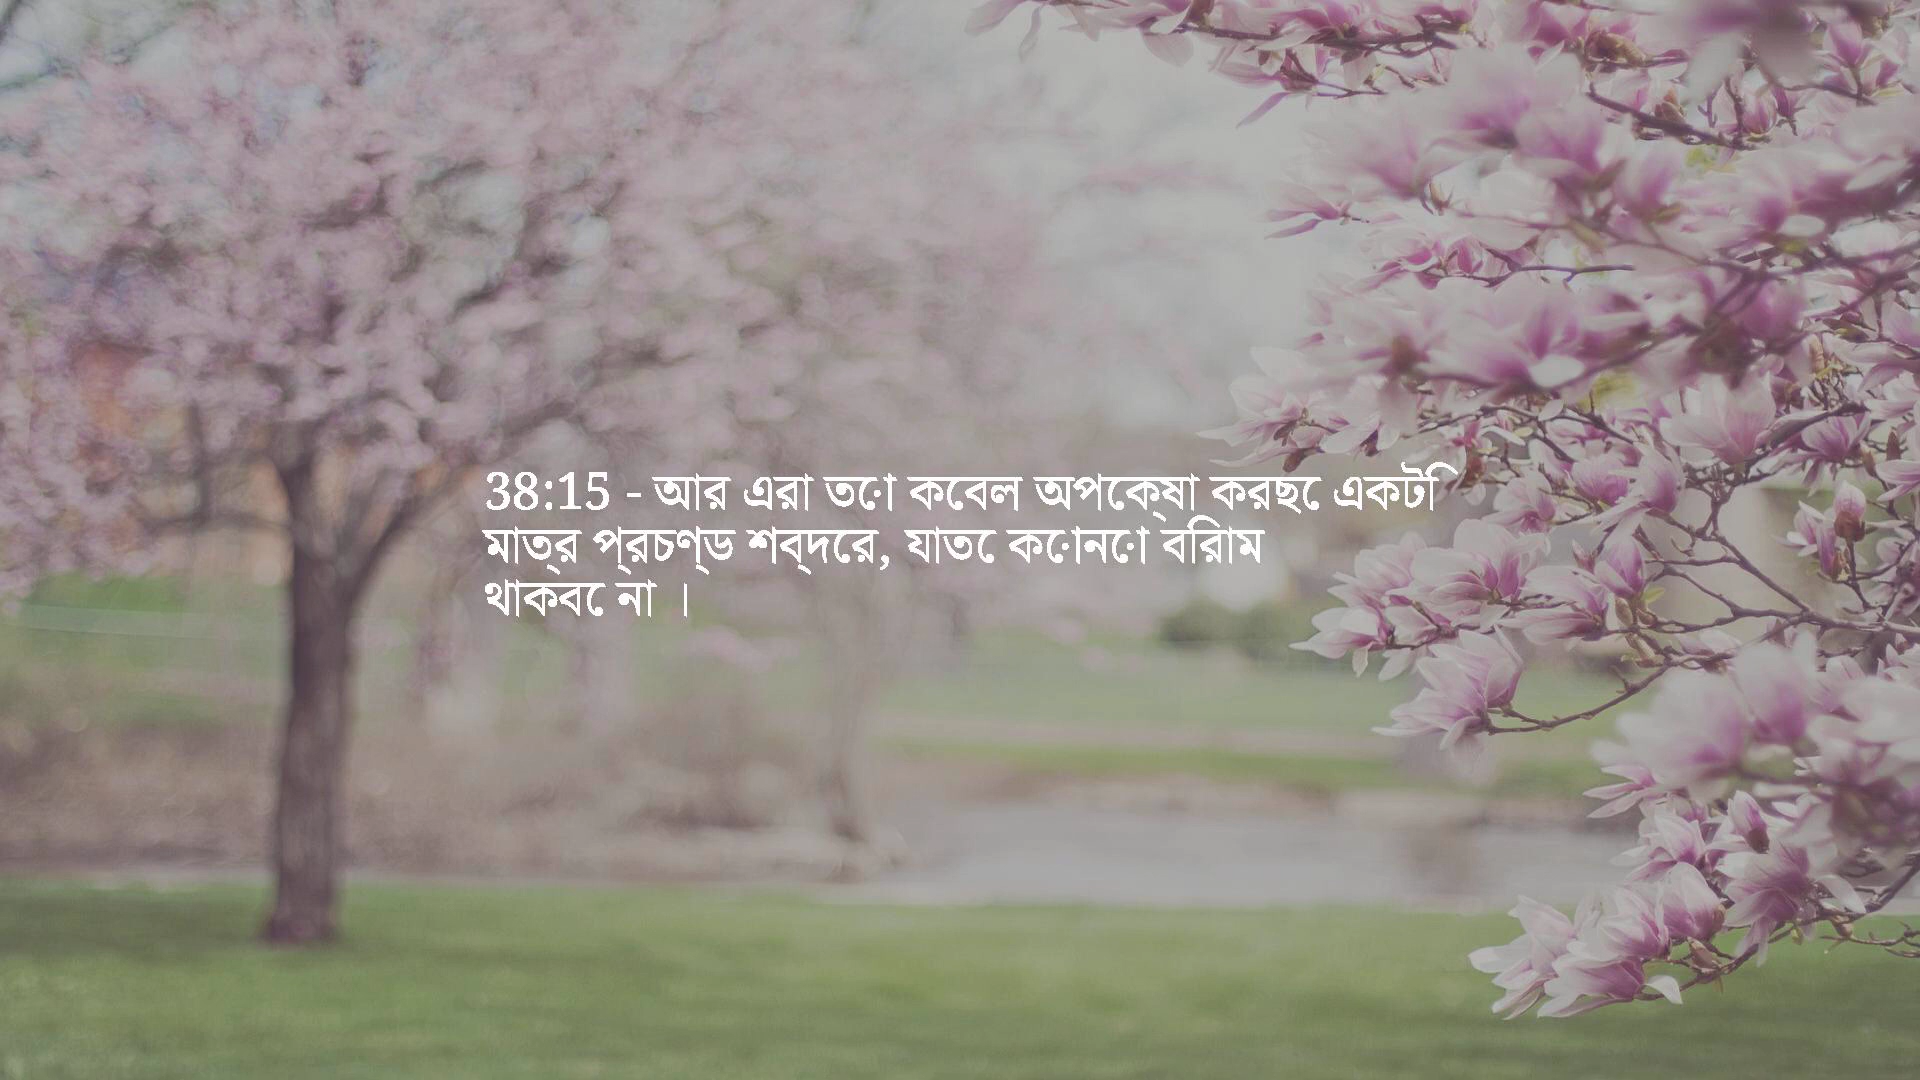 38:15 - আর এরা তো কেবল অপেক্ষা করছে একটি
মাত্র প্রচণ্ড শব্দের, যাতে কোনো বিরাম
থাকবে না ।